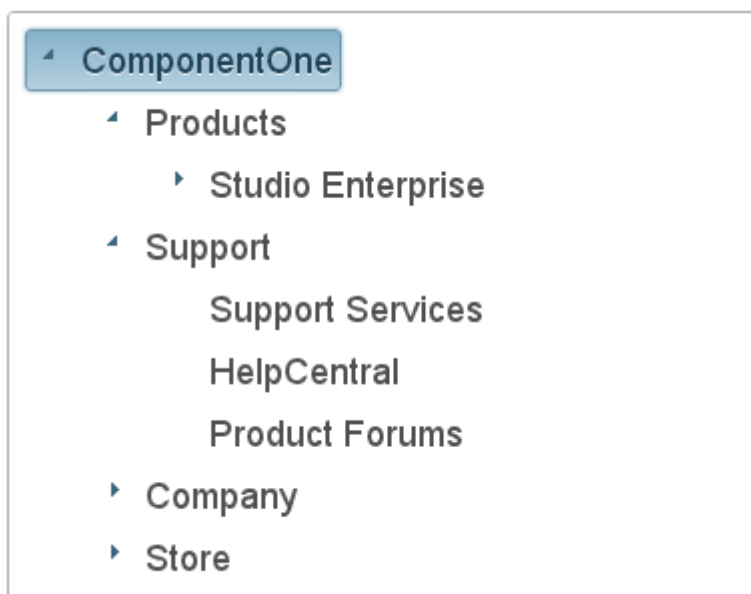 ComponentOne
Products
Studio Enterprise
Support
Support Services
HelpCentral
Product Forums
Company
Store